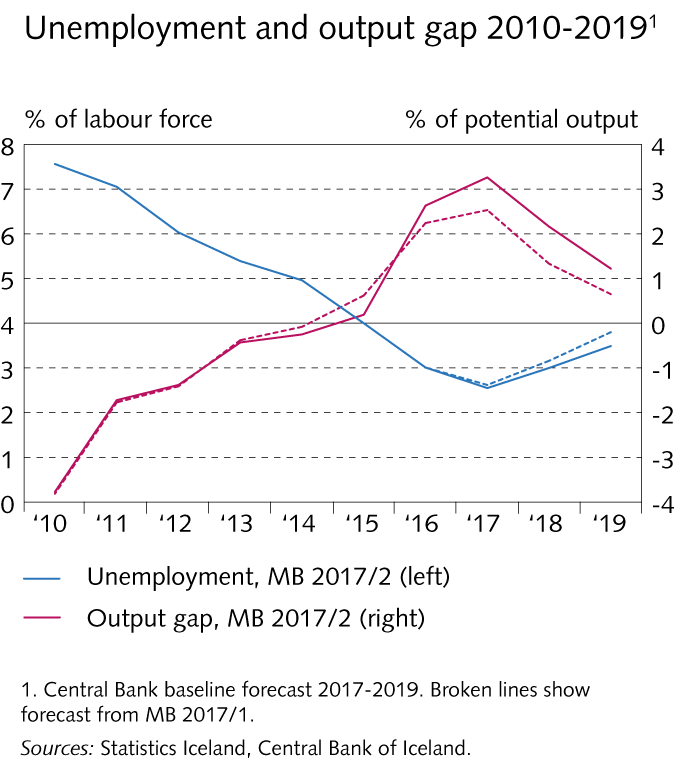 Unemployment and output gap 2010-2019¹
% of labour force
% of potential output
8
7
6
5
4
3
2
1
0
4
3
2
1
0
-1
-2
-3
-4
‘10 ‘11 ‘12 ‘13 ‘14 ‘15 ‘16 ‘17 ‘18 ‘19
Unemployment, MB 2017/2 (left)
Output gap, MB 2017/2 (right)
1. Central Bank baseline forecast 2017-2019. Broken lines show
forecast from MB 2017/1.
Sources: Statistics Iceland, Central Bank of Iceland.